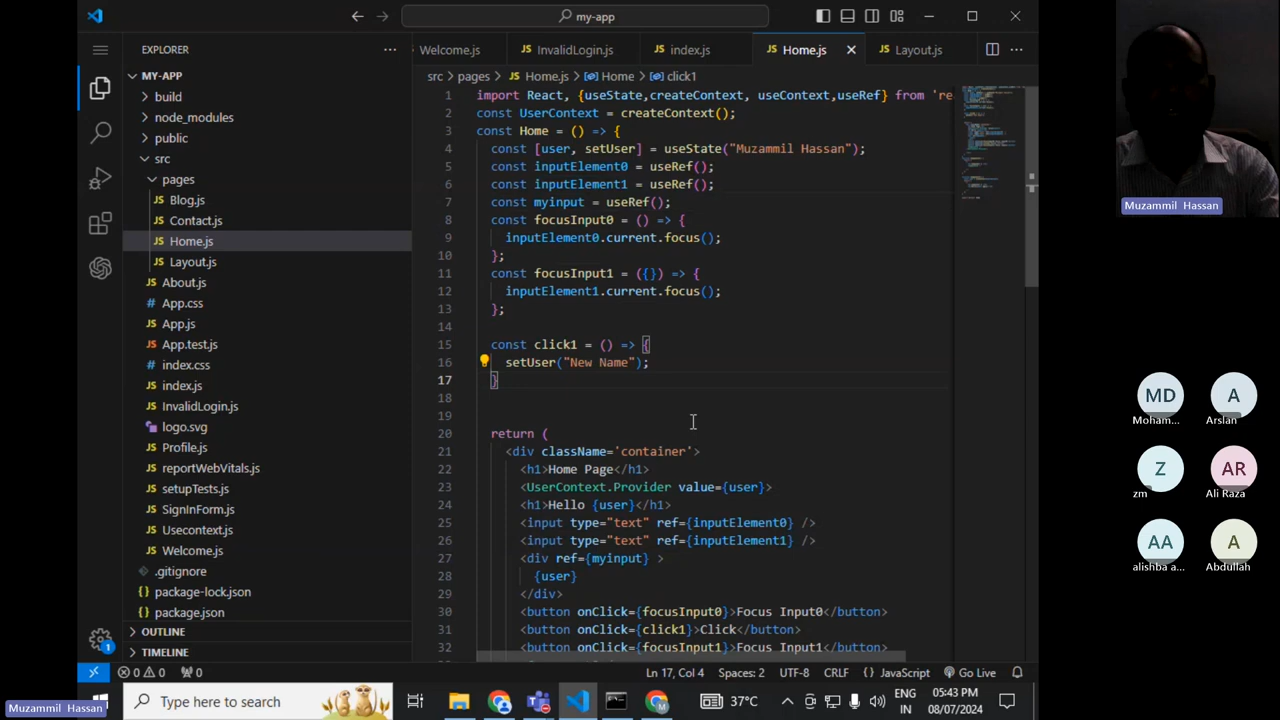 my-app
EXPLORER
MY-APP
build
node_modules
public
src
pages
JS Blog.js
JS Contact.js
JS Home.js
JS Layout.js
JS About.js
# App.css
JS App.js
JS App.test.js
# index.css
JS index.js
JS InvalidLogin.js
logo.svg
JS Profile.js
JS reportWebVitals.js
JS setupTests.js
JS SignInForm.js
JS Usecontext.js
JS Welcome.js
.gitignore
package-lock.json
package.json
OUTLINE
TIMELINE
Welcome.js JS InvalidLogin.js JS index.js JS Home.js JS Layout.js
src > pages > JS Home.js > Home > click1
1 import React, {useState,createContext, useContext,useRef} from 're
2 const UserContext = createContext();
3 const Home = () => {
4 const [user, setUser] = useState("Muzammil Hassan");
5 const inputElement0 = useRef();
6 const inputElement1 = useRef();
7 const myinput = useRef();
8 const focusInput0 = () => {
9 inputElement0.current.focus();
10 };
11 const focusInput1 = ({}) => {
12 inputElement1.current.focus();
13 };
14
15 const click1 = () => {
16 setUser("New Name");
17 }
18
19
20 return (
21 <div className='container'>
22 <h1>Home Page</h1>
23 <UserContext.Provider value={user}>
24 <h1>Hello {user}</h1>
25 <input type="text" ref={inputElement0} />
26 <input type="text" ref={inputElement1} />
27 <div ref={myinput} >
28 {user}
29 </div>
30 <button onClick={focusInput0}>Focus Input0</button>
31 <button onClick={click1}>Click</button>
32 <button onClick={focusInput1}>Focus Input1</button>
Muzammil Hassan
MD
Moham...
A
Arslan
Z
zm
AR
Ali Raza
AA
alishba a...
A
Abdullah
1
0 0 0 Ln 17, Col 4 Spaces: 2 UTF-8 CRLF {} JavaScript Go Live
Muzammil Hassan
Type here to search
37°C
ENG
IN
05:43 PM
08/07/2024